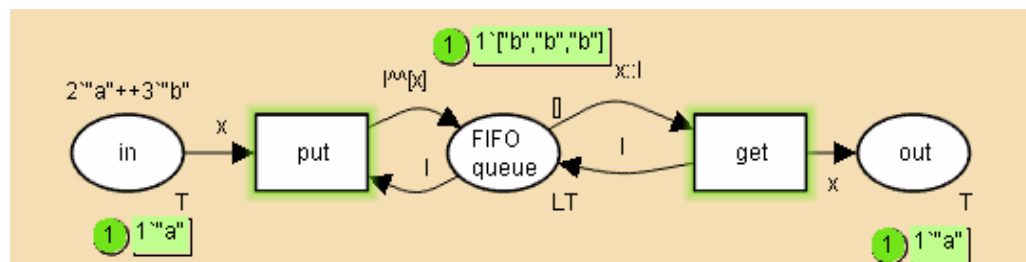 1 1`["b","b","b"]
2`"a"++3`"b"
l^^[x]
x::l
[]
x
in
put
l
FIFO
queue
l
get
x
out
T
LT
T
1 1`"a"
1 1`"a"